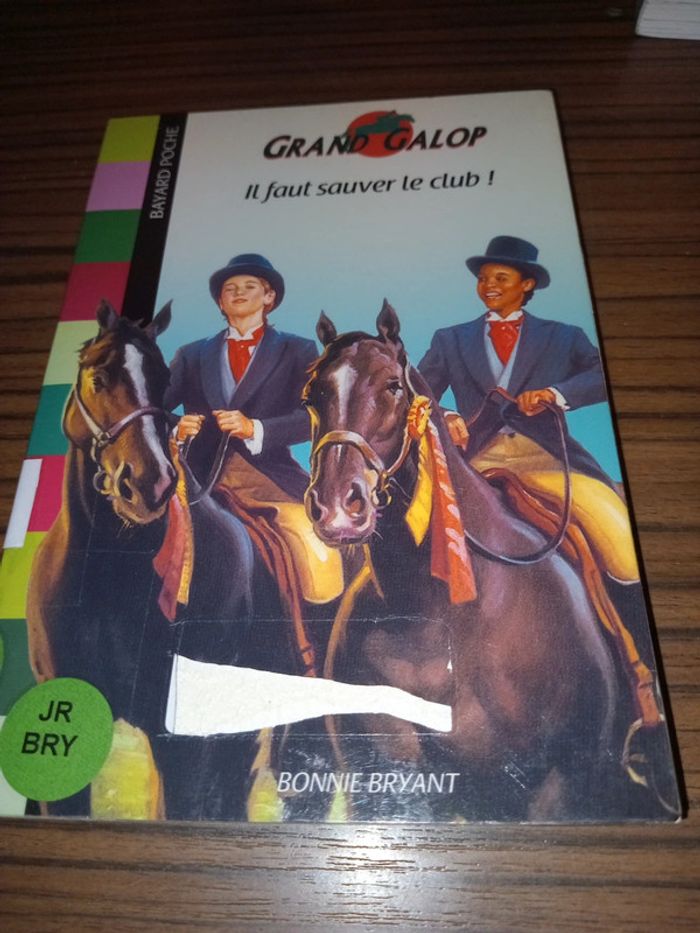 BAYARD POCHE
GRAND GALOP
Il faut sauver le club !
JR
BRY
BONNIE BRYANT